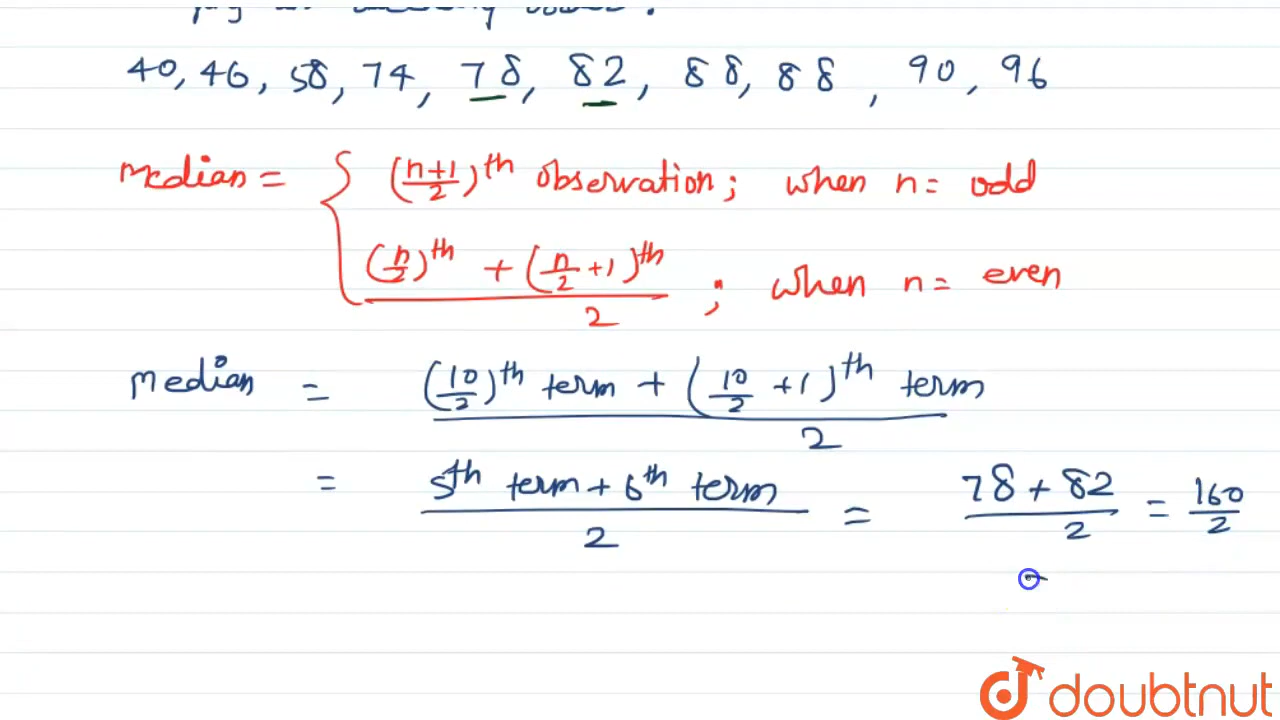 40, 46, 58, 74, 78, 82, 88, 88, 90, 96
Median = { (n+1/2)th observation; when n = odd
(n/2)th + (n/2 + 1)th / 2 ; when n = even
Median = (10/2)th term + (10/2 + 1)th term / 2
= 5th term + 6th term / 2 = 78 + 82 / 2 = 160/2
doubtnut